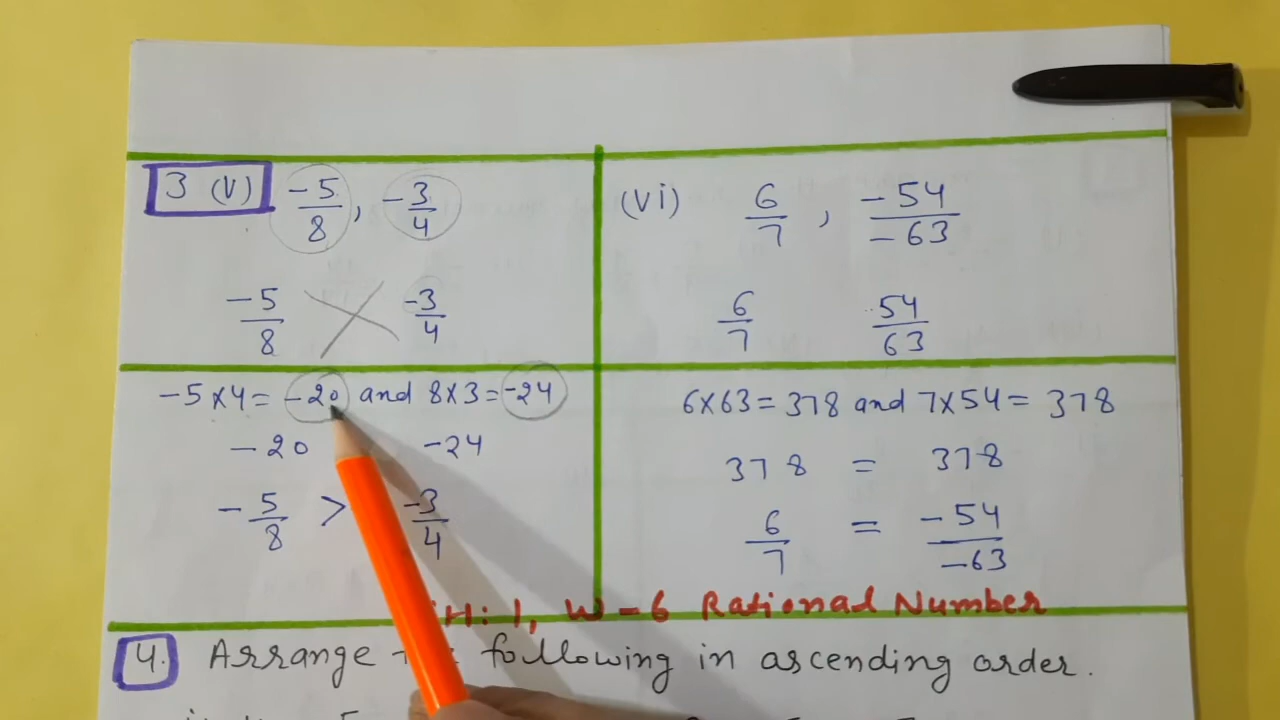 3 (V) -5/8, -3/4
-5/8 -3/4
-5×4= -20 and 8×3= -24
-20 -24
-5/8 > -3/4
(Vi) 6/7, -54/-63
6/7 54/63
6×63=378 and 7×54= 378
378 = 378
6/7 = -54/-63
H:1, W-6 Rational Number
4. Arrange following in ascending order.